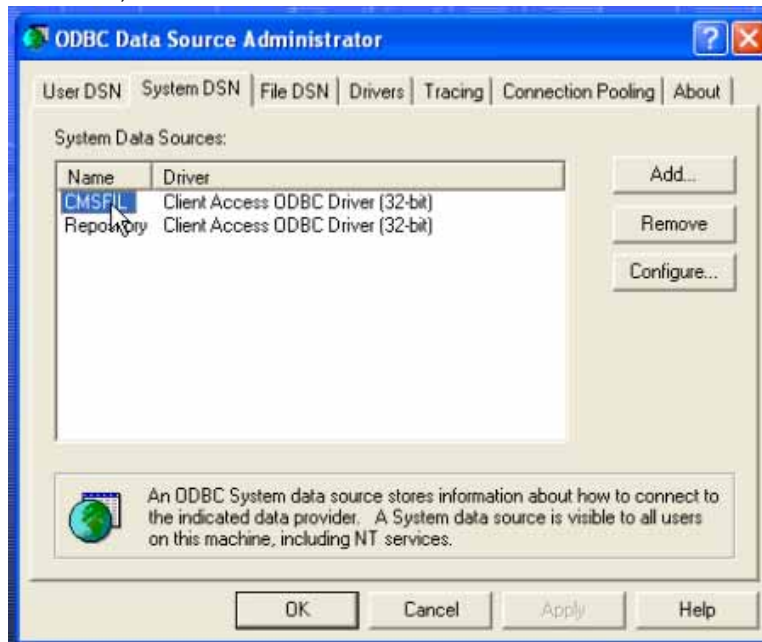 ODBC Data Source Administrator
User DSN System DSN File DSN Drivers Tracing Connection Pooling About
System Data Sources:
Name Driver
CMSFIL Client Access ODBC Driver (32-bit)
Client Access ODBC Driver (32-bit)
Add...
Remove
Configure...
An ODBC System data source stores information about how to connect to
the indicated data provider. A System data source is visible to all users
on this machine, including NT services.
OK Cancel Apply Help